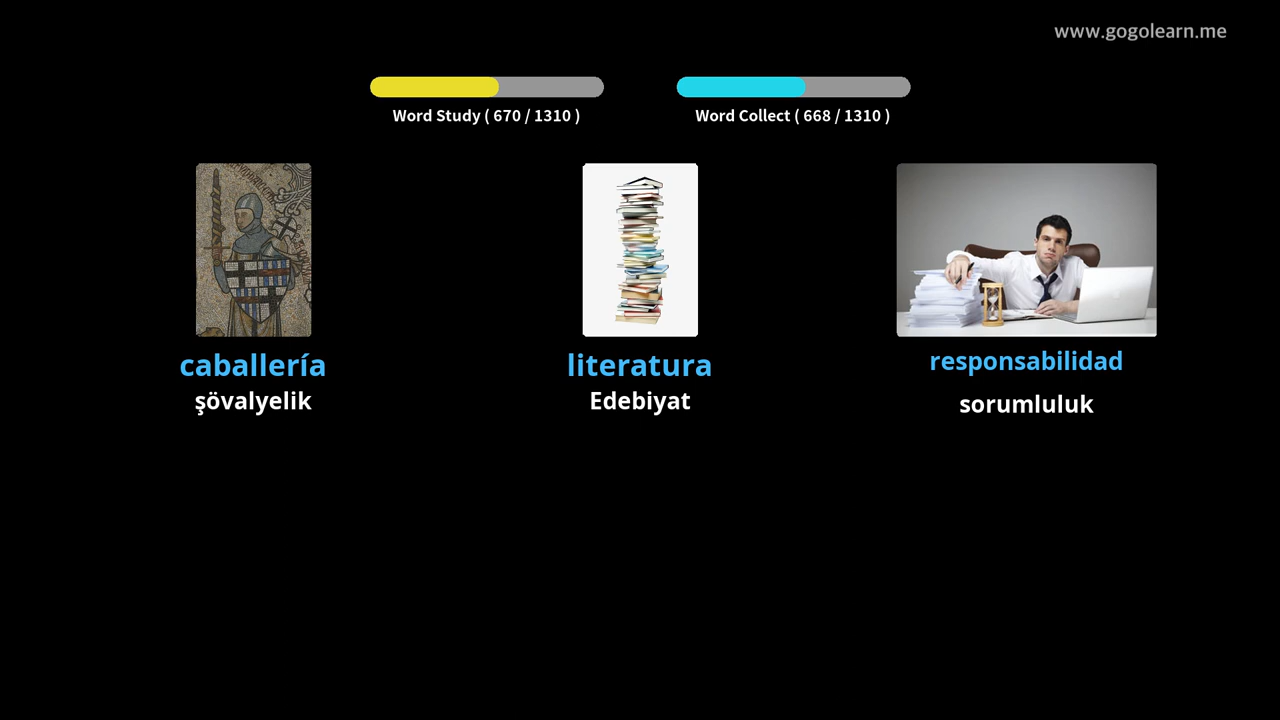 www.gogolearn.me
Word Study ( 670 / 1310 )
Word Collect ( 668 / 1310 )
caballería
şövalyelik
literatura
Edebiyat
responsabilidad
sorumluluk